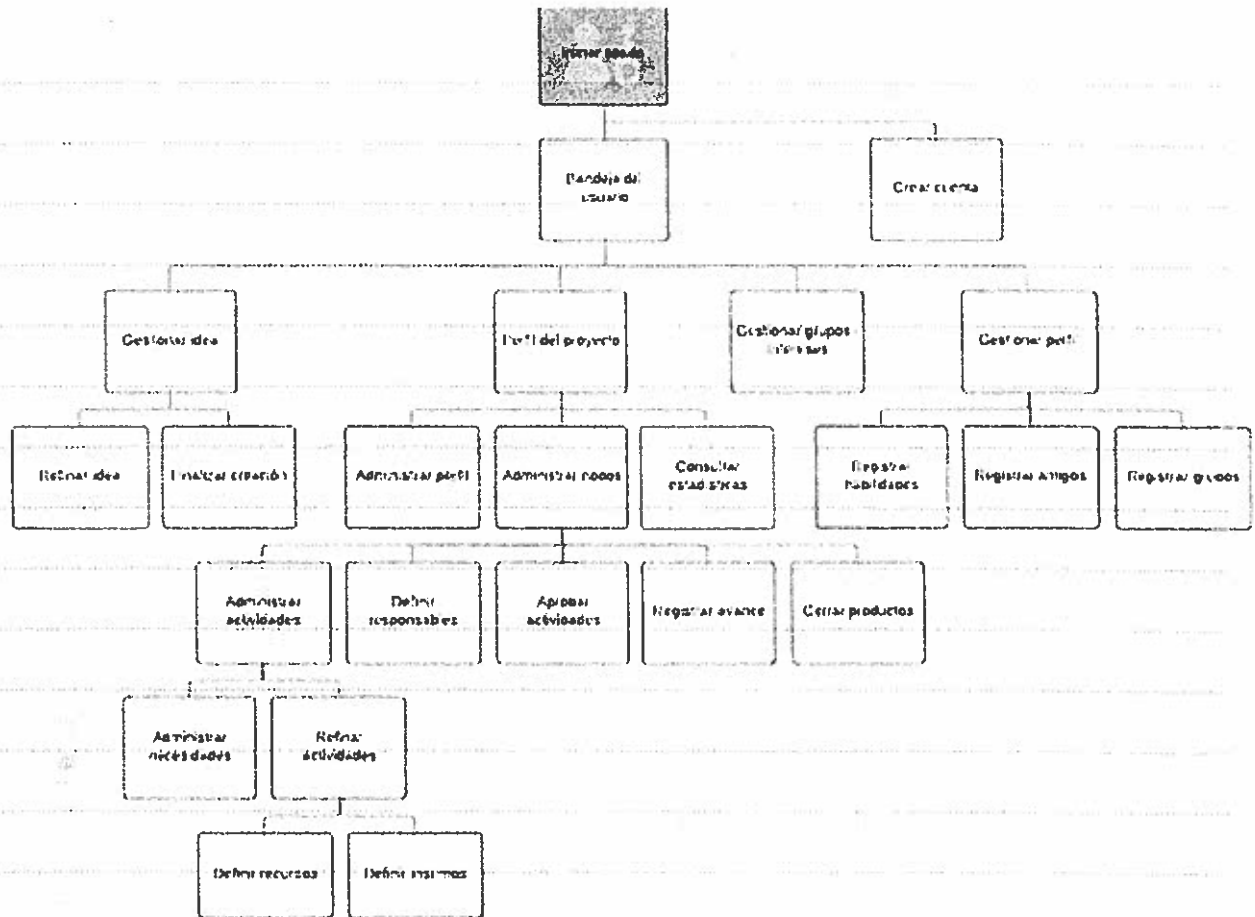 Iniciar sesión
Bandeja del
usuario
Crear cuenta
Gestionar idea
Perfil del proyecto
Gestionar grupos -
intereses
Gestionar perfil
Refinar idea
Finalizar creación
Administrar perfil
Administrar nodos
Consultar
estadísticas
Registrar
habilidades
Registrar amigos
Registrar grupos
Administrar
actividades
Definir
responsables
Aprobar
actividades
Registrar avance
Cerrar productos
Administrar
necesidades
Refinar
actividades
Definir recursos
Definir insumos